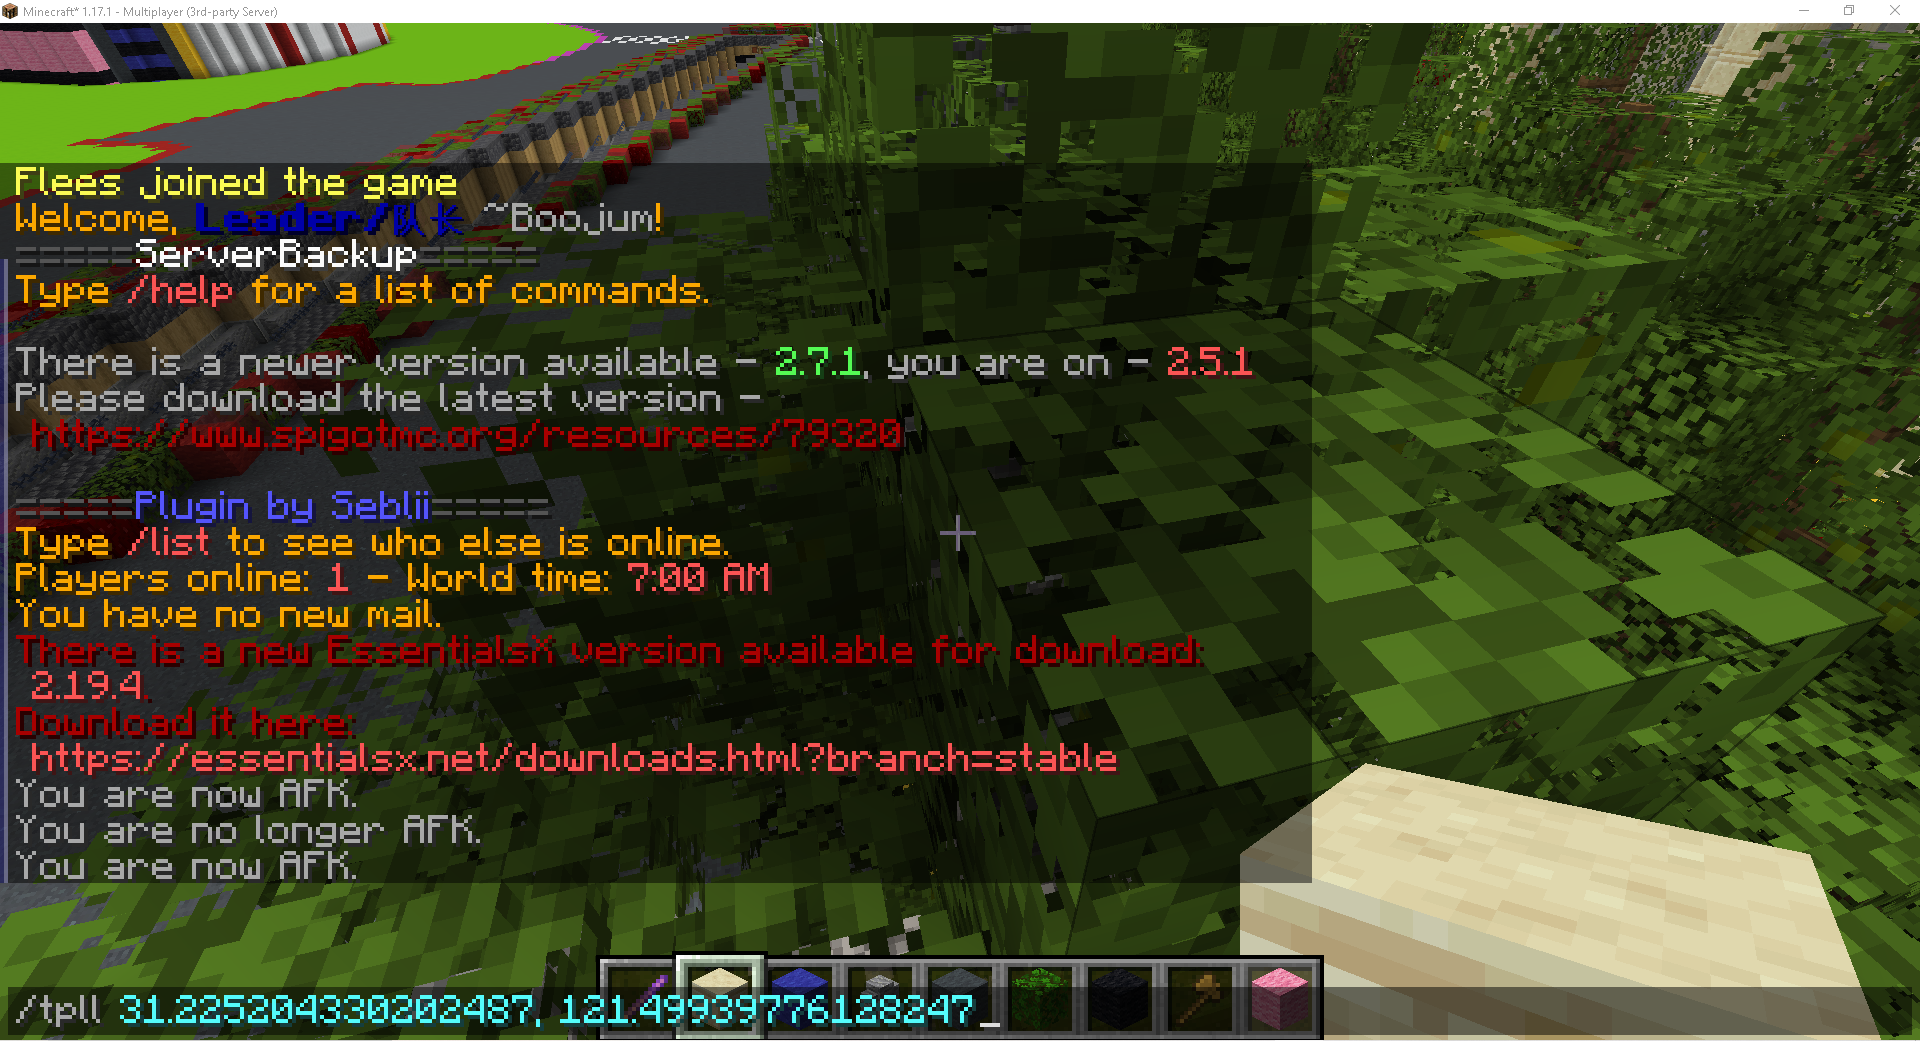 Minecraft* 1.17.1 - Multiplayer (3rd-party Server)
Flees joined the game
Welcome, Leader/队长 ~Boojum!
=====ServerBackup=====
Type /help for a list of commands.
There is a newer version available - 2.7.1, you are on - 2.5.1
Please download the latest version -
https://www.spigotmc.org/resources/79320
=====Plugin by Seblii=====
Type /list to see who else is online.
Players online: 1 - World time: 7:00 AM
You have no new mail.
There is a new EssentialsX version available for download:
2.19.4.
Download it here:
https://essentialsx.net/downloads.html?branch=stable
You are now AFK.
You are no longer AFK.
You are now AFK.
/tpll 31.225204330202487, 121.49939776128247_